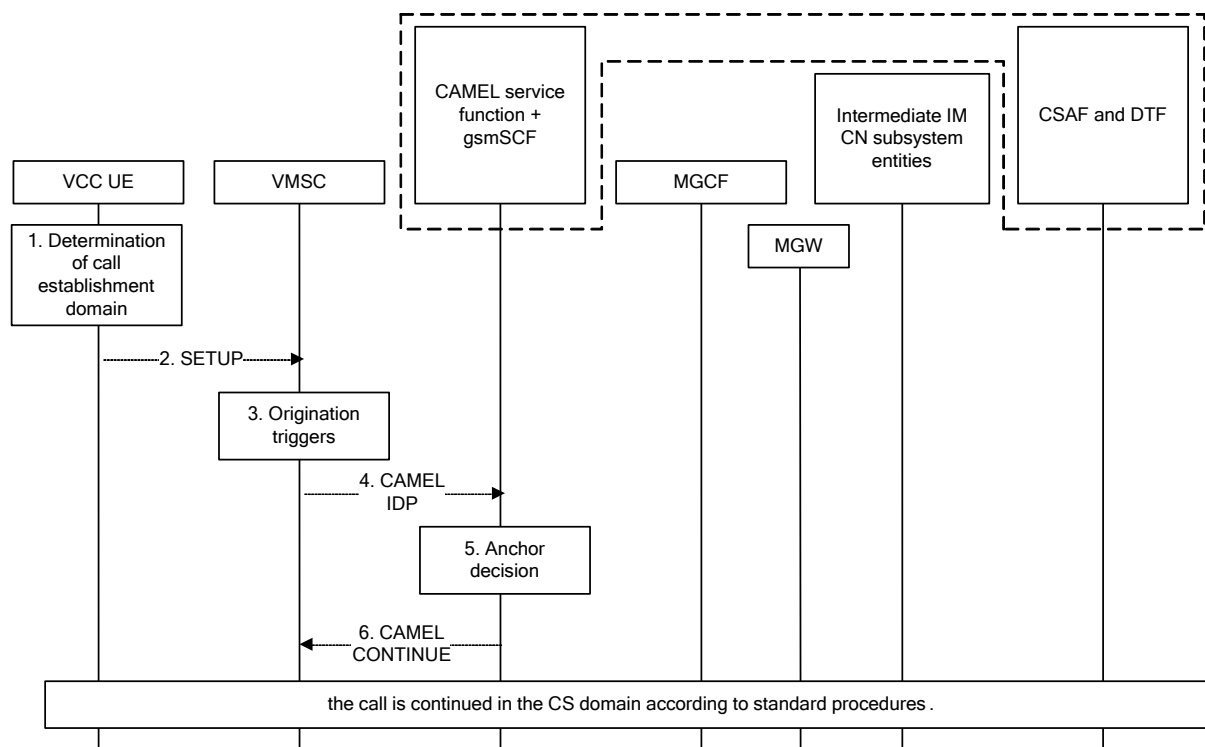 CAMEL service
function +
gsmSCF
Intermediate IM
CN subsystem
entities
CSAF and DTF
VCC UE
VMSC
MGCF
MGW
1. Determination
of call
establishment
domain
2. SETUP
3. Origination
triggers
4. CAMEL
IDP
5. Anchor
decision
6. CAMEL
CONTINUE
the call is continued in the CS domain according to standard procedures .